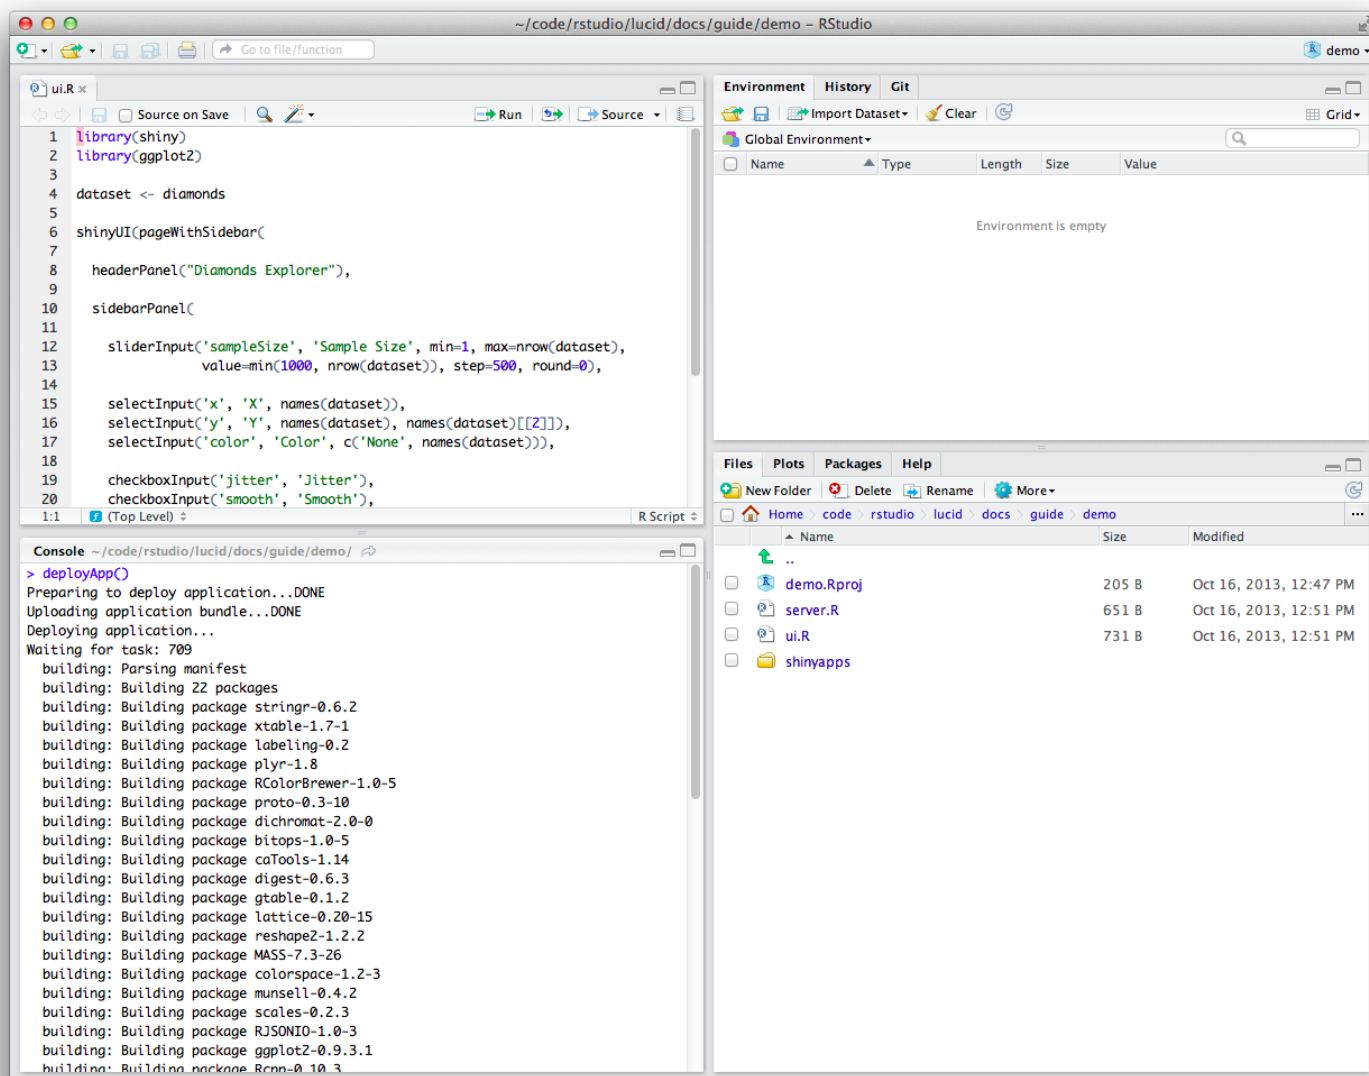 ~/code/rstudio/lucid/docs/guide/demo – RStudio
Go to file/function
demo
ui.R
Source on Save
Run
Source
1 library(shiny)
2 library(ggplot2)
3
4 dataset <- diamonds
5
6 shinyUI(pageWithSidebar(
7
8 headerPanel("Diamonds Explorer"),
9
10 sidebarPanel(
11
12 sliderInput('sampleSize', 'Sample Size', min=1, max=nrow(dataset),
13 value=min(1000, nrow(dataset)), step=500, round=0),
14
15 selectInput('x', 'X', names(dataset)),
16 selectInput('y', 'Y', names(dataset), names(dataset)[[2]]),
17 selectInput('color', 'Color', c('None', names(dataset))),
18
19 checkboxInput('jitter', 'Jitter'),
20 checkboxInput('smooth', 'Smooth'),
1:1 (Top Level) R Script
Console ~/code/rstudio/lucid/docs/guide/demo/
> deployApp()
Preparing to deploy application...DONE
Uploading application bundle...DONE
Deploying application...
Waiting for task: 709
building: Parsing manifest
building: Building 22 packages
building: Building package stringr-0.6.2
building: Building package xtable-1.7-1
building: Building package labeling-0.2
building: Building package plyr-1.8
building: Building package RColorBrewer-1.0-5
building: Building package proto-0.3-10
building: Building package dichromat-2.0-0
building: Building package bitops-1.0-5
building: Building package caTools-1.14
building: Building package digest-0.6.3
building: Building package gtable-0.1.2
building: Building package lattice-0.20-15
building: Building package reshape2-1.2.2
building: Building package MASS-7.3-26
building: Building package colorspace-1.2-3
building: Building package munsell-0.4.2
building: Building package scales-0.2.3
building: Building package RJSONIO-1.0-3
building: Building package ggplot2-0.9.3.1
building: Building package Rcpp-0.10.3
Environment History Git
Import Dataset Clear Grid
Global Environment
Name Type Length Size Value
Environment is empty
Files Plots Packages Help
New Folder Delete Rename More
Home code rstudio lucid docs guide demo ...
Name Size Modified
..
demo.Rproj 205 B Oct 16, 2013, 12:47 PM
server.R 651 B Oct 16, 2013, 12:51 PM
ui.R 731 B Oct 16, 2013, 12:51 PM
shinyapps